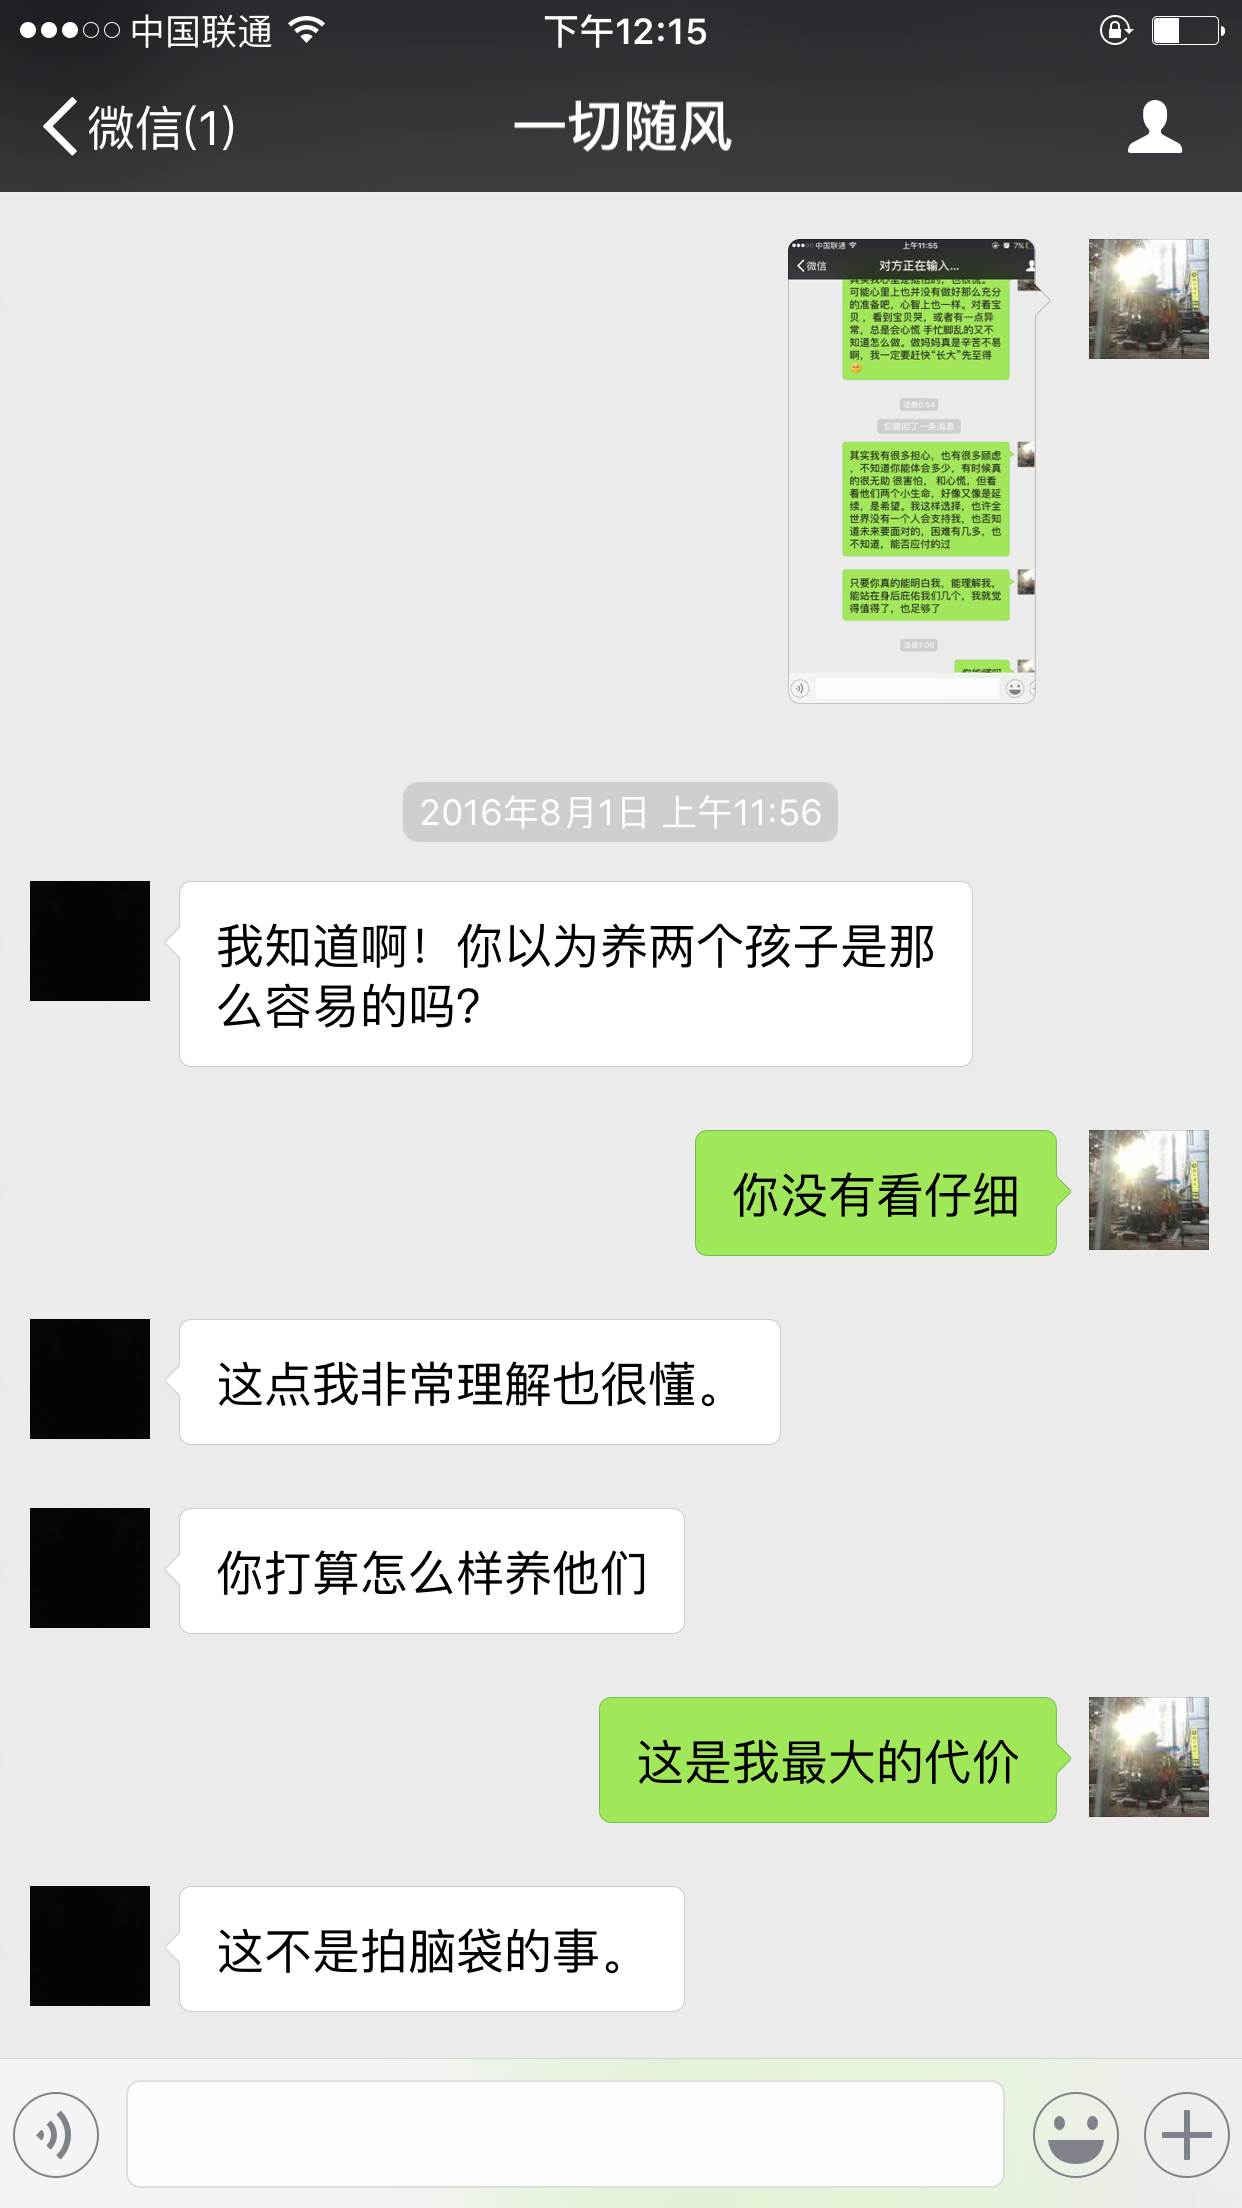 中国联通 下午12:15
微信(1) 一切随风
中国联通 上午11:55 7%
微信 对方正在输入...
可能心里上也并没有做好那么充分
的准备吧，心智上也一样。对着宝
贝，看到宝贝哭，或者有一点异
常，总是会心慌 手忙脚乱的又不
知道怎么做。做妈妈真是辛苦不易
啊，我一定要赶快“长大”先至得
凌晨0:54
你撤回了一条消息
其实我有很多担心，也有很多顾虑
，不知道你能体会多少，有时候真
的很无助 很害怕， 和心慌，但看
着他们两个小生命，好像又像是延
续，是希望。我这样选择，也许全
世界没有一个人会支持我，也否知
道未来要面对的，困难有几多，也
不知道，能否应付的过
只要你真的能明白我，能理解我，
能站在身后庇佑我们几个，我就觉
得值得了，也足够了
2016年8月1日 上午11:56
我知道啊！你以为养两个孩子是那
么容易的吗?
你没有看仔细
这点我非常理解也很懂。
你打算怎么样养他们
这是我最大的代价
这不是拍脑袋的事。